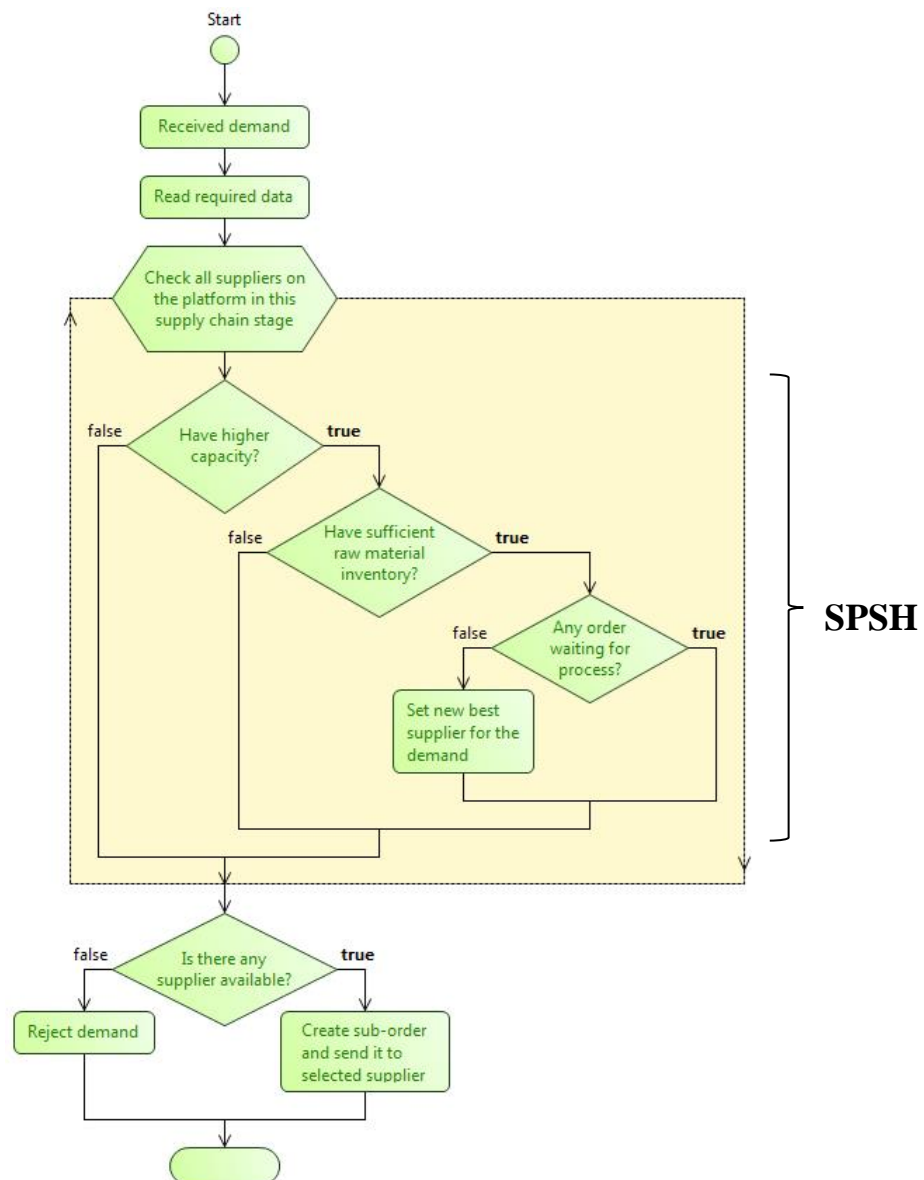 Start
Received demand
Read required data
Check all suppliers on
the platform in this
supply chain stage
false
true
Have higher
capacity?
false
true
Have sufficient
raw material
inventory?
false
true
Any order
waiting for
process?
SPSH
Set new best
supplier for the
demand
false
true
Is there any
supplier available?
Reject demand
Create sub-order
and send it to
selected supplier